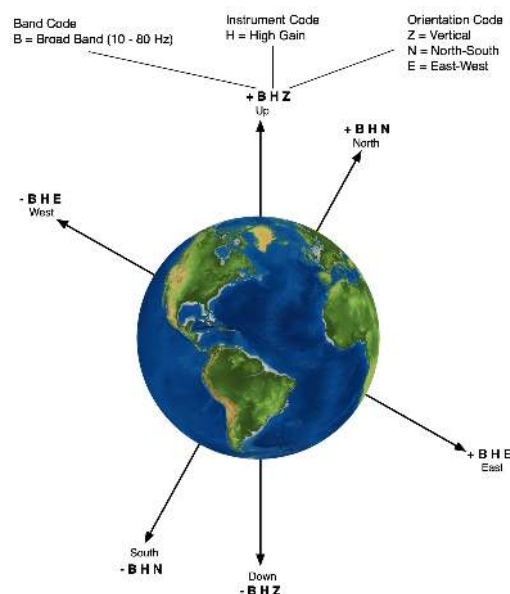 Band Code
B = Broad Band (10 - 80 Hz)
Instrument Code
H = High Gain
Orientation Code
Z = Vertical
N = North-South
E = East-West
+ B H Z
Up
+ B H N
North
- B H E
West
+ B H E
East
South
- B H N
Down
- B H Z